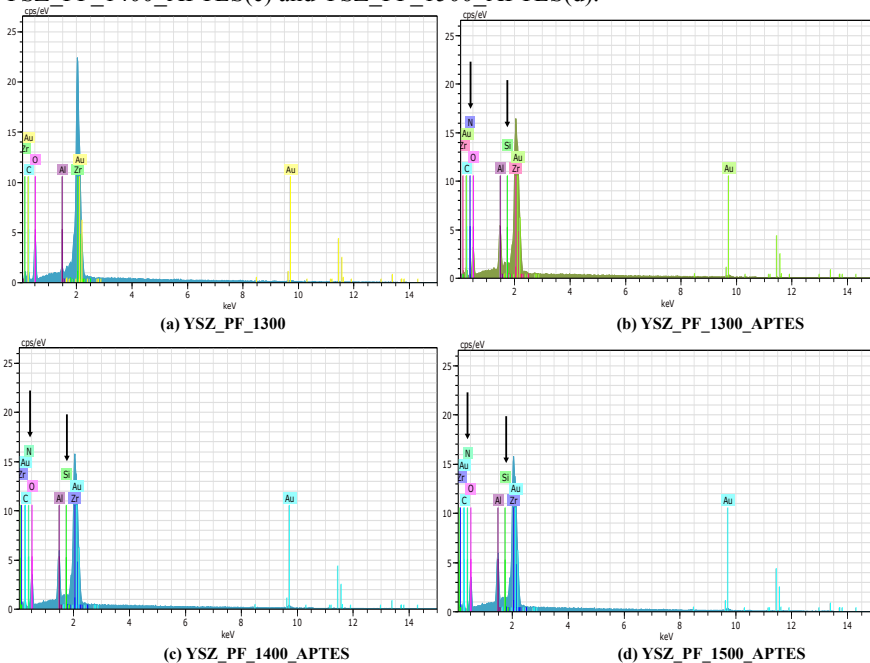 YSZ_PF_1400_APTES(c) and YSZ_PF_1500_APTES(d).
cps/eV
25
20
15
10
5
0
Au
Zr
C
O
Al
Au
Zr
Au
2 4 6 8 10 12 14
keV
(a) YSZ_PF_1300
cps/eV
25
20
15
10
5
0
N
Au
Zr
C
O
Al
Si
Au
Zr
Au
2 4 6 8 10 12 14
keV
(b) YSZ_PF_1300_APTES
cps/eV
25
20
15
10
5
0
N
Au
Zr
C
O
Al
Si
Au
Zr
Au
2 4 6 8 10 12 14
keV
(c) YSZ_PF_1400_APTES
cps/eV
25
20
15
10
5
0
N
Au
Zr
C
O
Al
Si
Au
Zr
Au
2 4 6 8 10 12 14
keV
(d) YSZ_PF_1500_APTES